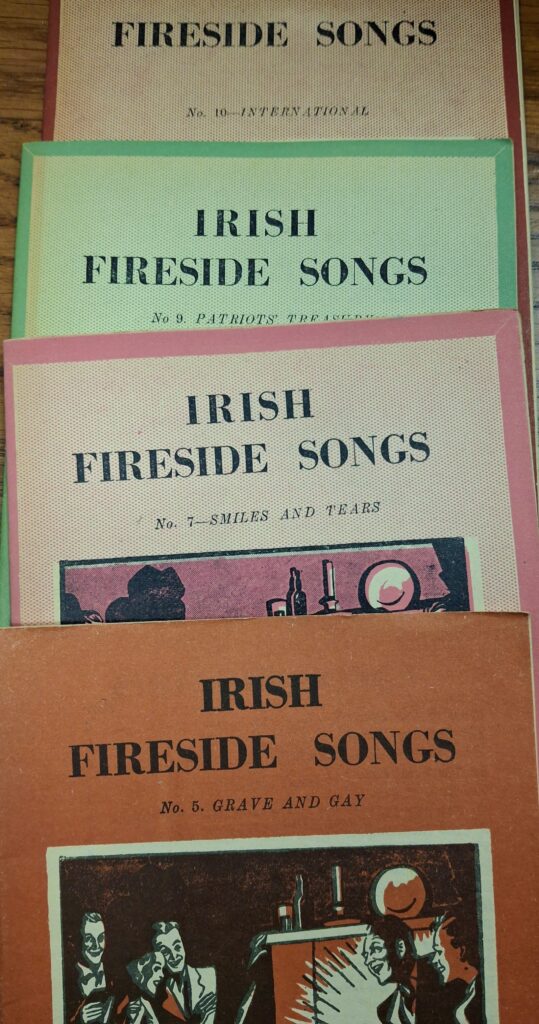 FIRESIDE SONGS
No. 10—INTERNATIONAL
IRISH
FIRESIDE SONGS
No 9. PATRIOTS' TREASURY
IRISH
FIRESIDE SONGS
No. 7—SMILES AND TEARS
IRISH
FIRESIDE SONGS
No. 5. GRAVE AND GAY